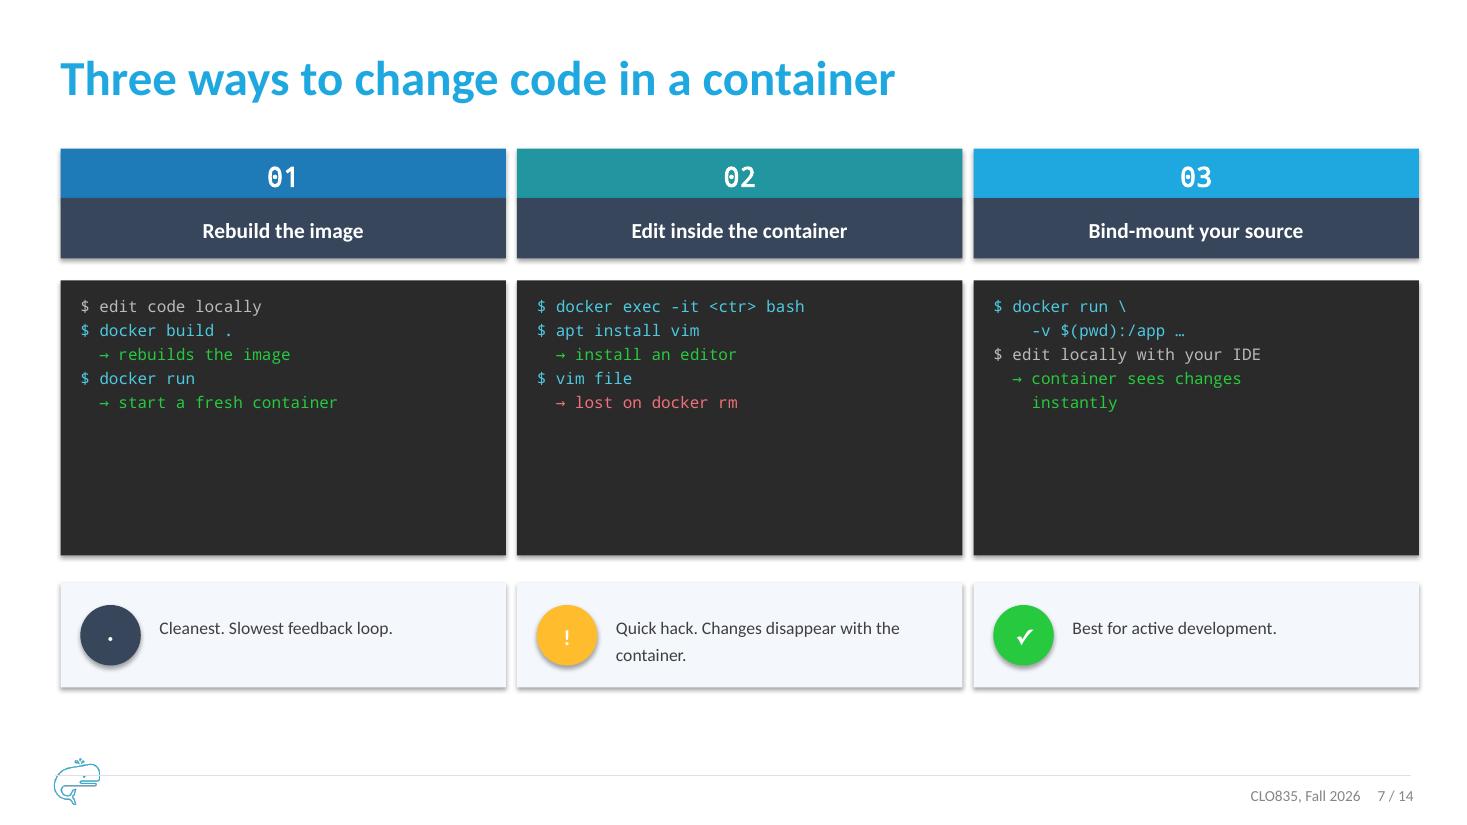 Three ways to change code in a container
01
Rebuild the image
$ edit code locally
$ docker build .
→ rebuilds the image
$ docker run
→ start a fresh container
. Cleanest. Slowest feedback loop.
02
Edit inside the container
$ docker exec -it <ctr> bash
$ apt install vim
→ install an editor
$ vim file
→ lost on docker rm
! Quick hack. Changes disappear with the
container.
03
Bind-mount your source
$ docker run \
-v $(pwd):/app …
$ edit locally with your IDE
→ container sees changes
instantly
✓ Best for active development.
CLO835, Fall 2026 7 / 14